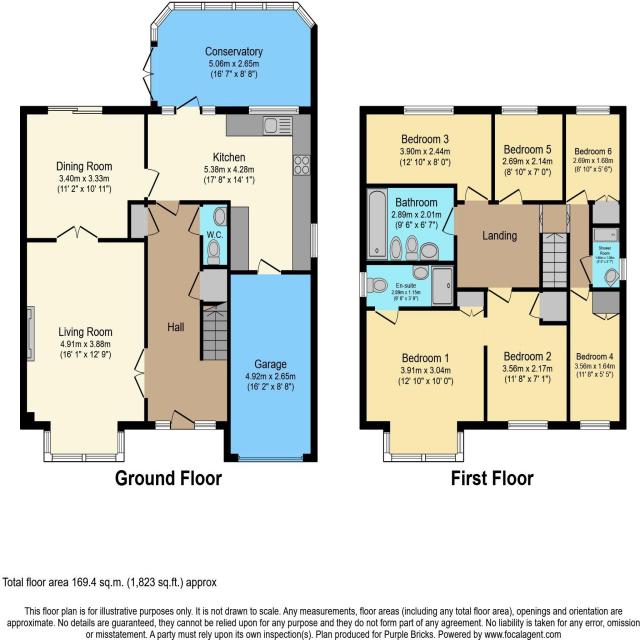 Conservatory
5.06m x 2.65m
(16' 7" x 8' 8")
Dining Room
3.40m x 3.33m
(11' 2" x 10' 11")
Kitchen
5.38m x 4.28m
(17' 8" x 14' 1")
W.C.
Living Room
4.91m x 3.88m
(16' 1" x 12' 9")
Hall
Garage
4.92m x 2.65m
(16' 2" x 8' 8")
Ground Floor
Bedroom 3
3.90m x 2.44m
(12' 10" x 8' 0")
Bedroom 5
2.69m x 2.14m
(8' 10" x 7' 0")
Bedroom 6
2.69m x 1.68m
(8' 10" x 5' 6")
Bathroom
2.89m x 2.01m
(9' 6" x 6' 7")
Landing
Shower
Room
En-suite
2.89m x 1.15m
(9' 6" x 3' 9")
Bedroom 1
3.91m x 3.04m
(12' 10" x 10' 0")
Bedroom 2
3.56m x 2.17m
(11' 8" x 7' 1")
Bedroom 4
3.56m x 1.64m
(11' 8" x 5' 5")
First Floor
Total floor area 169.4 sq.m. (1,823 sq.ft.) approx
This floor plan is for illustrative purposes only. It is not drawn to scale. Any measurements, floor areas (including any total floor area), openings and orientation are
approximate. No details are guaranteed, they cannot be relied upon for any purpose and they do not form part of any agreement. No liability is taken for any error, omission
or misstatement. A party must rely upon its own inspection(s). Plan produced for Purple Bricks. Powered by www.focalagent.com